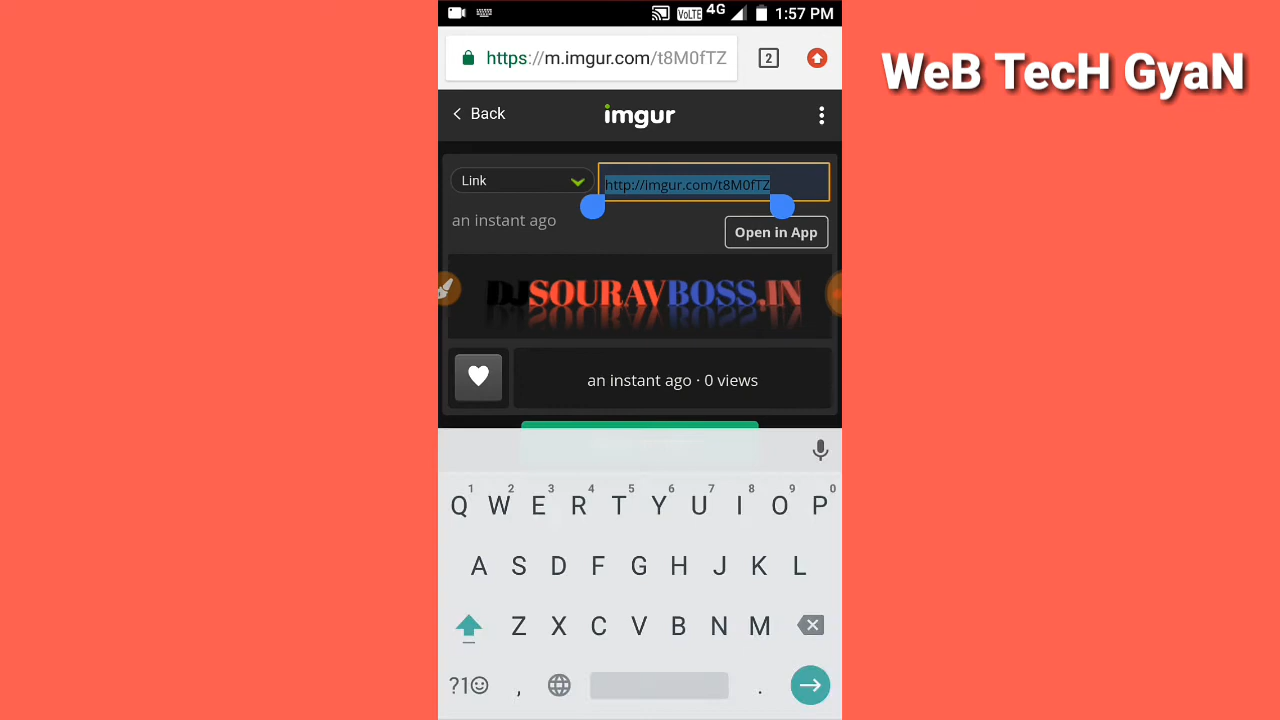 VoLTE 4G 1:57 PM
WeB TecH GyaN
https://m.imgur.com/t8M0fTZ 2
Back imgur
Link http://imgur.com/t8M0fTZ
an instant ago
Open in App
DJSOURAVBOSS.IN
an instant ago · 0 views
1 2 3 4 5 6 7 8 9 0
Q W E R T Y U I O P
A S D F G H J K L
Z X C V B N M
?1☺ , .